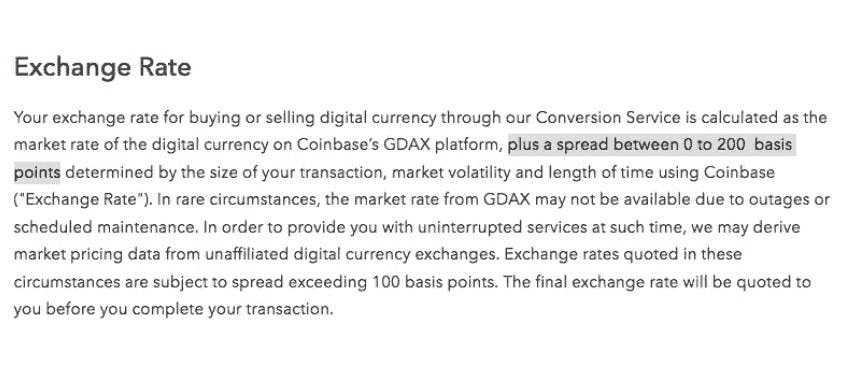 Exchange Rate
Your exchange rate for buying or selling digital currency through our Conversion Service is calculated as the
market rate of the digital currency on Coinbase's GDAX platform, plus a spread between 0 to 200  basis
points determined by the size of your transaction, market volatility and length of time using Coinbase
("Exchange Rate"). In rare circumstances, the market rate from GDAX may not be available due to outages or
scheduled maintenance. In order to provide you with uninterrupted services at such time, we may derive
market pricing data from unaffiliated digital currency exchanges. Exchange rates quoted in these
circumstances are subject to spread exceeding 100 basis points. The final exchange rate will be quoted to
you before you complete your transaction.